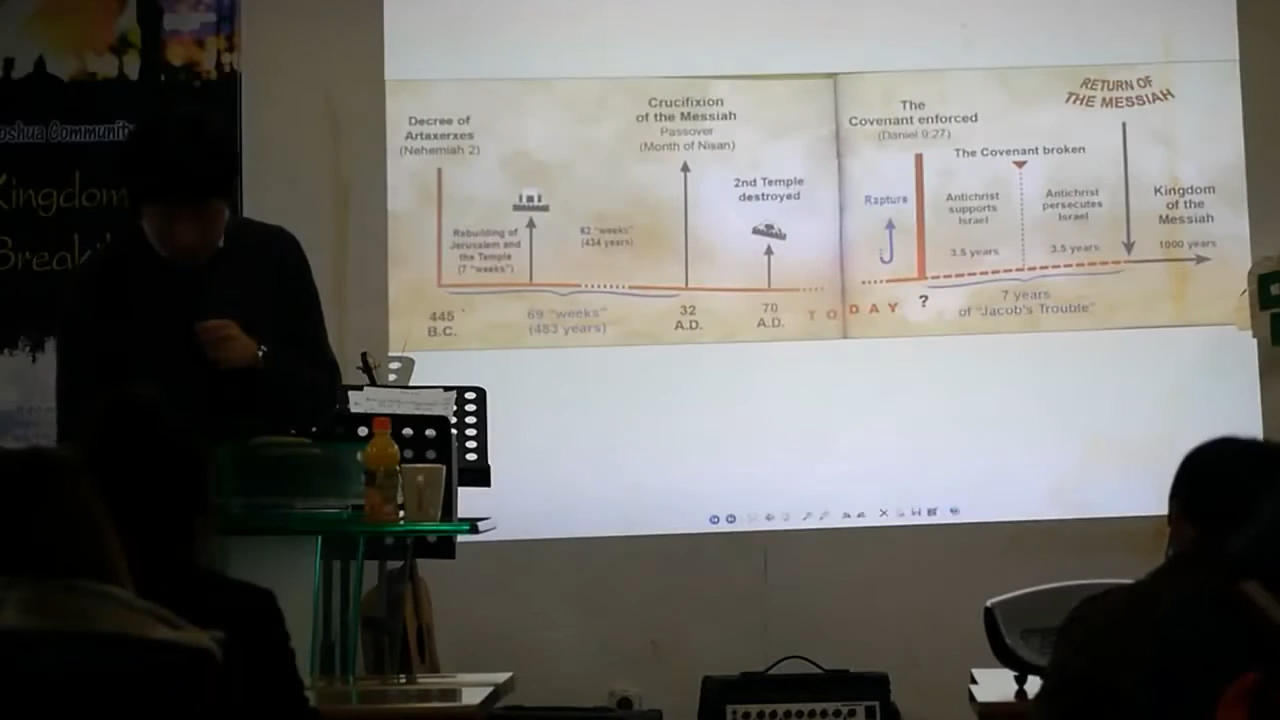 oshua Community
Kingdom
Break
Decree of
Artaxerxes
(Nehemiah 2)
Rebuilding of
Jerusalem and
the Temple
(7 "weeks")
62 "weeks"
(434 years)
Crucifixion
of the Messiah
Passover
(Month of Nisan)
2nd Temple
destroyed
445
B.C.
69 "weeks"
(483 years)
32
A.D.
70
A.D.
TODAY
The
Covenant enforced
(Daniel 9:27)
Rapture
?
The Covenant broken
Antichrist
supports
Israel
3.5 years
Antichrist
persecutes
Israel
3.5 years
7 years
of "Jacob's Trouble"
RETURN OF
THE MESSIAH
Kingdom
of the
Messiah
1000 years